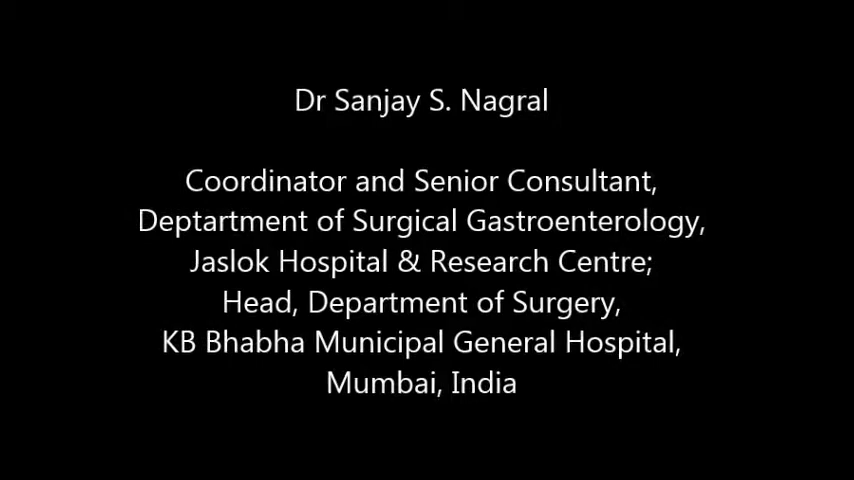 Dr Sanjay S. Nagral
Coordinator and Senior Consultant,
Deptartment of Surgical Gastroenterology,
Jaslok Hospital & Research Centre;
Head, Department of Surgery,
KB Bhabha Municipal General Hospital,
Mumbai, India